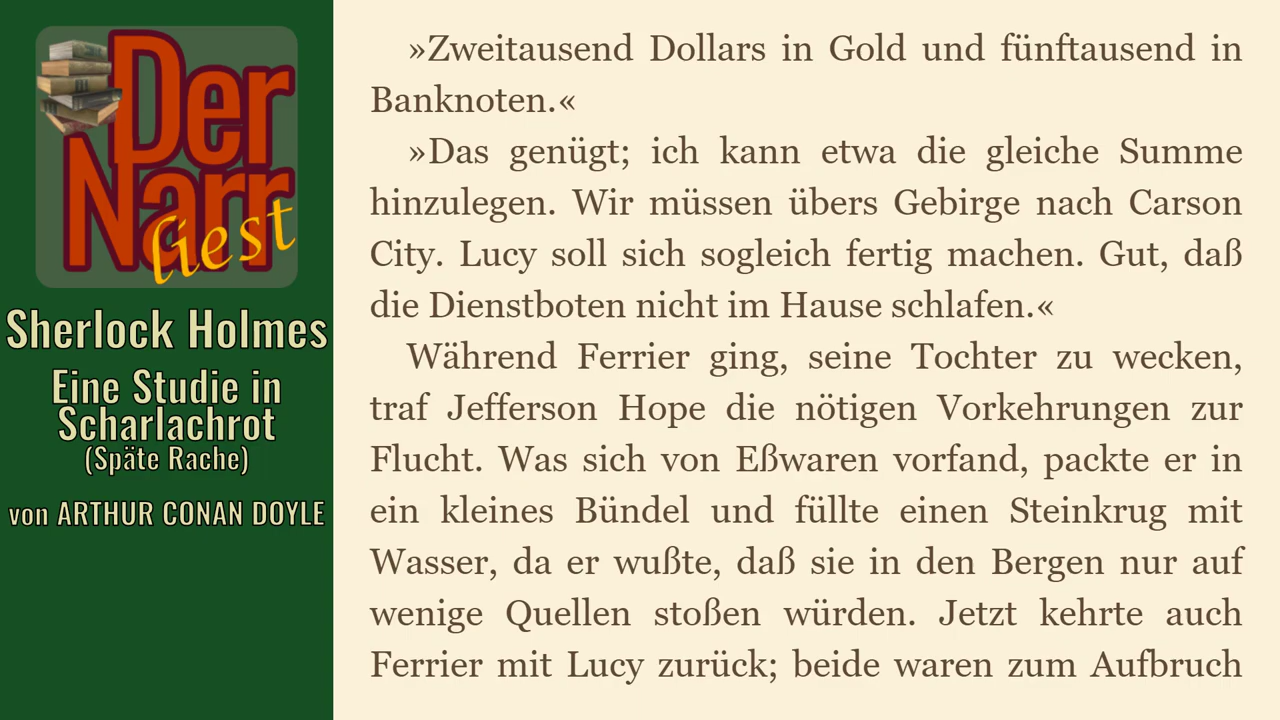 Der
Narr
liest
Sherlock Holmes
Eine Studie in
Scharlachrot
(Späte Rache)
von ARTHUR CONAN DOYLE
»Zweitausend Dollars in Gold und fünftausend in
Banknoten.«
»Das genügt; ich kann etwa die gleiche Summe
hinzulegen. Wir müssen übers Gebirge nach Carson
City. Lucy soll sich sogleich fertig machen. Gut, daß
die Dienstboten nicht im Hause schlafen.«
Während Ferrier ging, seine Tochter zu wecken,
traf Jefferson Hope die nötigen Vorkehrungen zur
Flucht. Was sich von Eßwaren vorfand, packte er in
ein kleines Bündel und füllte einen Steinkrug mit
Wasser, da er wußte, daß sie in den Bergen nur auf
wenige Quellen stoßen würden. Jetzt kehrte auch
Ferrier mit Lucy zurück; beide waren zum Aufbruch